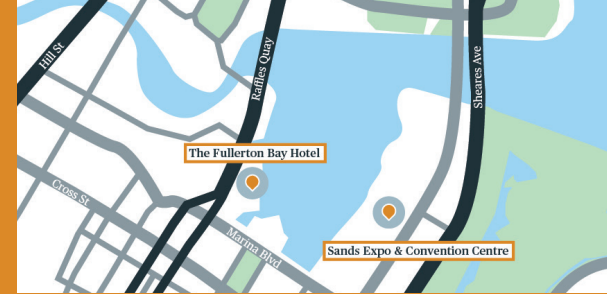 Hill St
Raffles Quay
Sheares Ave
The Fullerton Bay Hotel
Cross St
Marina Blvd
Sands Expo & Convention Centre